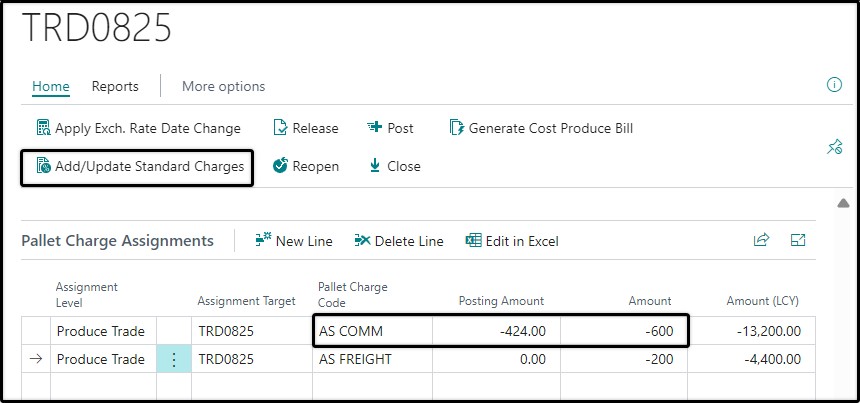 TRD0825
Home Reports More options
Apply Exch. Rate Date Change Release Post Generate Cost Produce Bill
Add/Update Standard Charges Reopen Close
Pallet Charge Assignments New Line Delete Line Edit in Excel
Assignment Level Assignment Target Pallet Charge Code Posting Amount Amount Amount (LCY)
Produce Trade TRD0825 AS COMM -424.00 -600 -13,200.00
Produce Trade TRD0825 AS FREIGHT 0.00 -200 -4,400.00